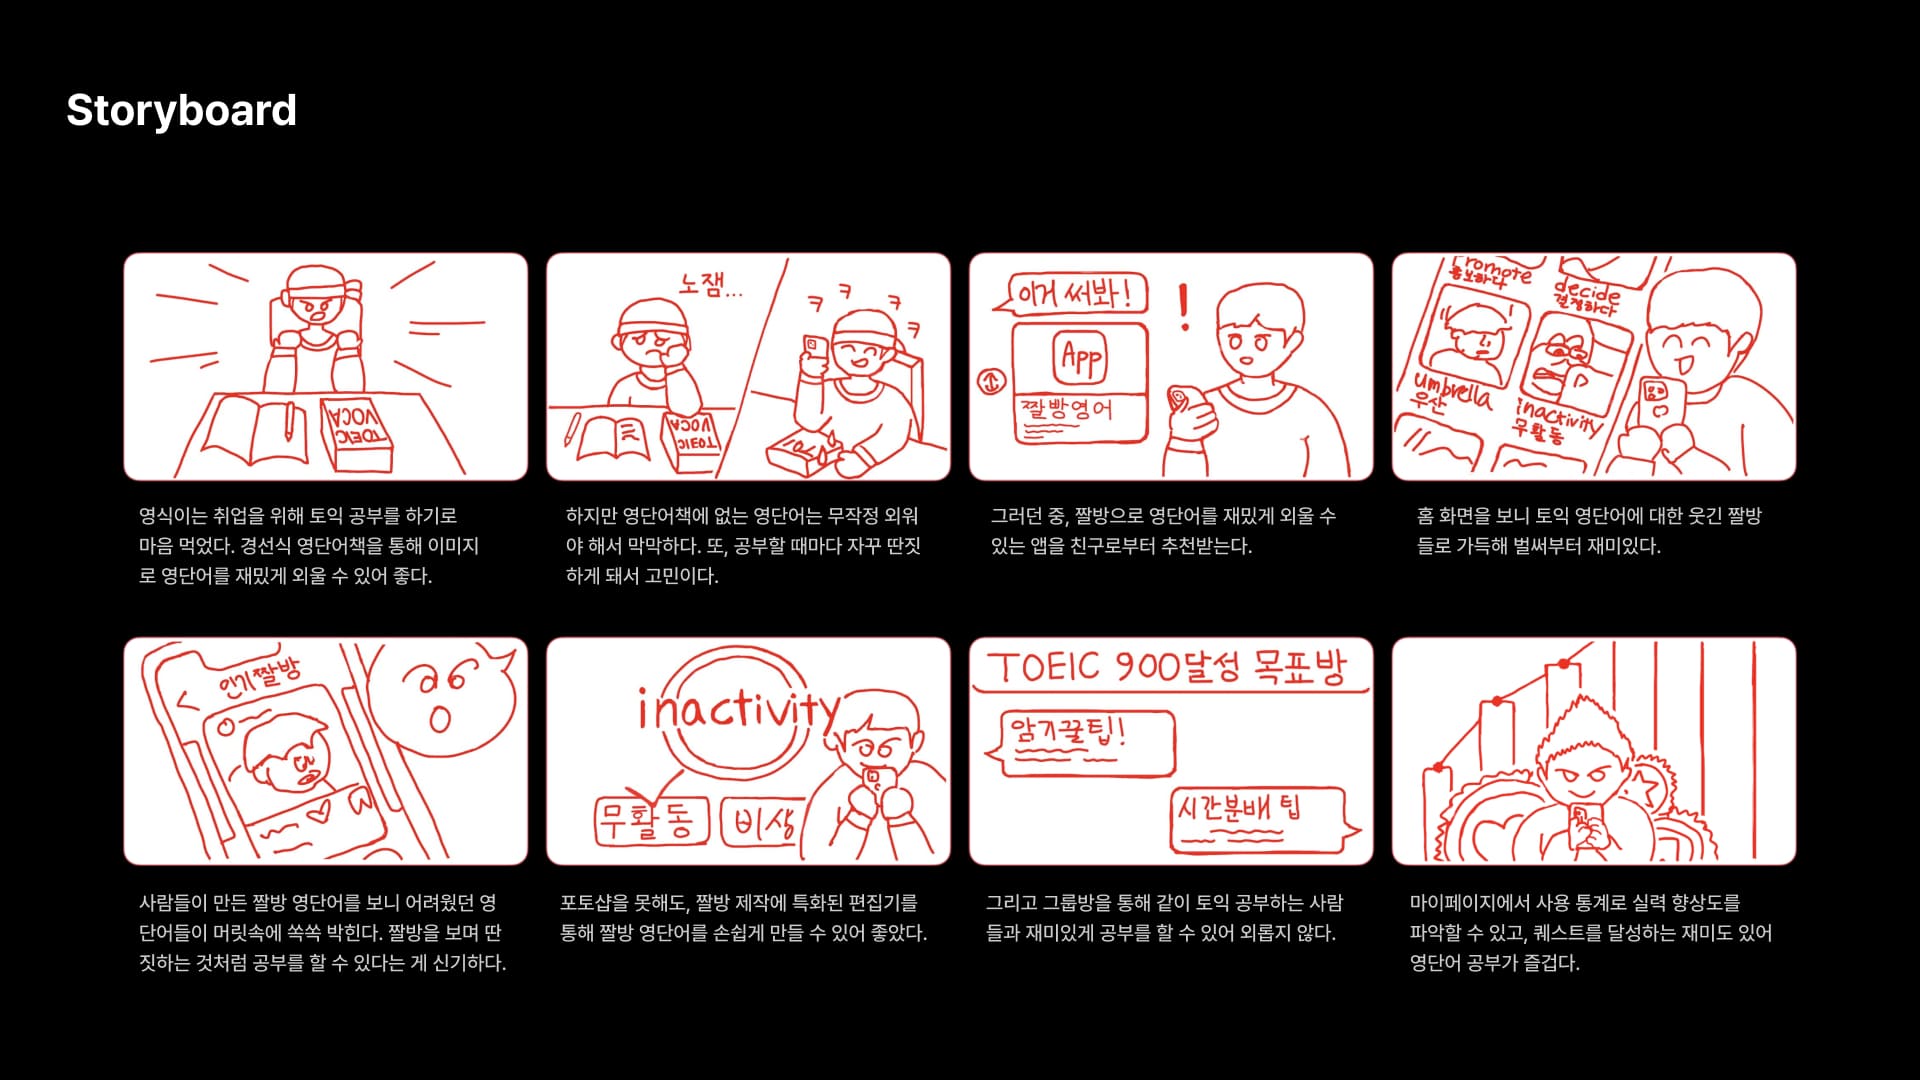 Storyboard
VOCA
TOEIC
노잼...
ㅋ ㅋ ㅋ ㅋ
VOCA
TOEIC
이거 써봐!
!
App
짤방영어
Promote
홍보하다
decide
결정하다
umbrella
우산
inactivity
무활동
영식이는 취업을 위해 토익 공부를 하기로
마음 먹었다. 경선식 영단어책을 통해 이미지
로 영단어를 재밌게 외울 수 있어 좋다.
하지만 영단어책에 없는 영단어는 무작정 외워
야 해서 막막하다. 또, 공부할 때마다 자꾸 딴짓
하게 돼서 고민이다.
그러던 중, 짤방으로 영단어를 재밌게 외울 수
있는 앱을 친구로부터 추천받는다.
홈 화면을 보니 토익 영단어에 대한 웃긴 짤방
들로 가득해 벌써부터 재미있다.
인기짤방
inactivity
무활동
비상
TOEIC 900달성 목표방
암기꿀팁!
시간분배 팁
사람들이 만든 짤방 영단어를 보니 어려웠던 영
단어들이 머릿속에 쏙쏙 박힌다. 짤방을 보며 딴
짓하는 것처럼 공부를 할 수 있다는 게 신기하다.
포토샵을 못해도, 짤방 제작에 특화된 편집기를
통해 짤방 영단어를 손쉽게 만들 수 있어 좋았다.
그리고 그룹방을 통해 같이 토익 공부하는 사람
들과 재미있게 공부를 할 수 있어 외롭지 않다.
마이페이지에서 사용 통계로 실력 향상도를
파악할 수 있고, 퀘스트를 달성하는 재미도 있어
영단어 공부가 즐겁다.